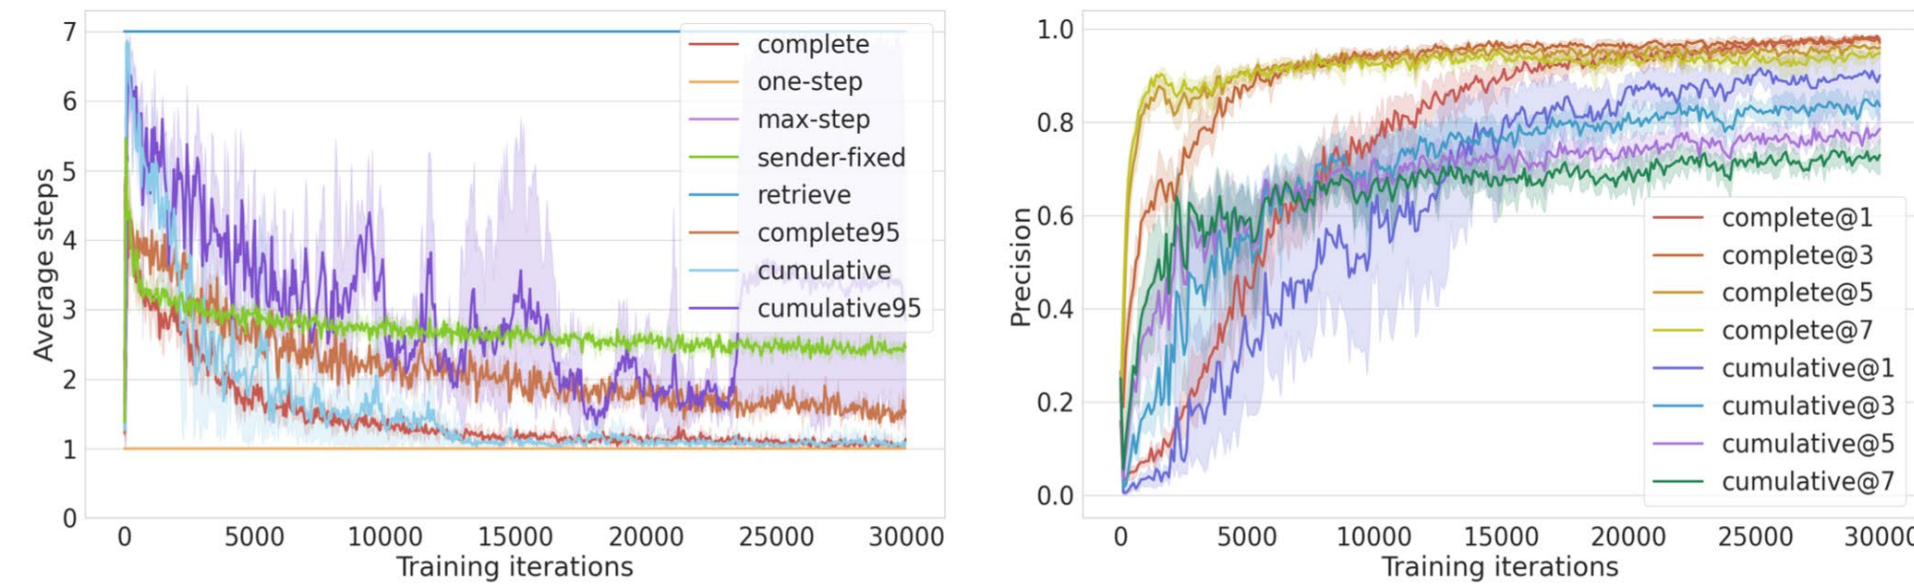 7
6
5
4
3
2
1
0
Average steps
0 5000 10000 15000 20000 25000 30000
Training iterations
complete
one-step
max-step
sender-fixed
retrieve
complete95
cumulative
cumulative95
1.0
0.8
0.6
0.4
0.2
0.0
Precision
0 5000 10000 15000 20000 25000 30000
Training iterations
complete@1
complete@3
complete@5
complete@7
cumulative@1
cumulative@3
cumulative@5
cumulative@7